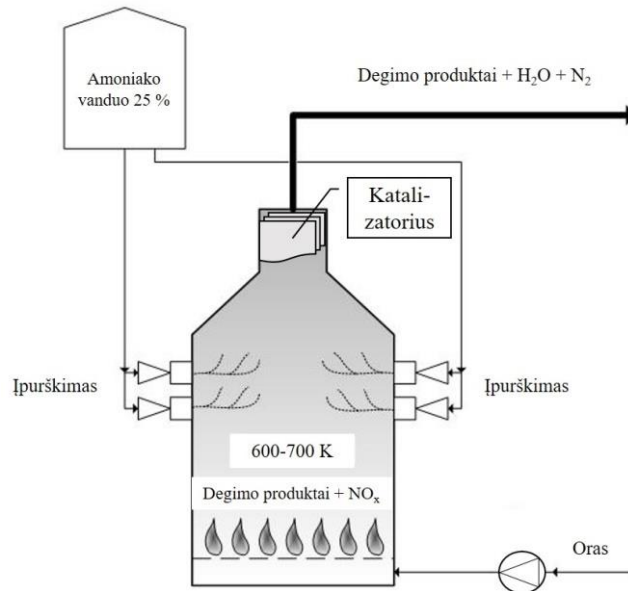 Amoniako
vanduo 25 %
Degimo produktai + H₂O + N₂
Katali-
zatorius
Įpurškimas
Įpurškimas
600-700 K
Degimo produktai + NOₓ
Oras